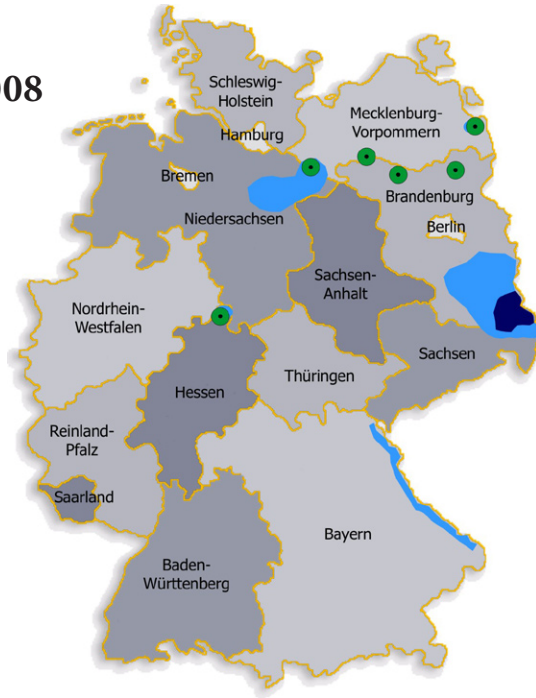 008
Schleswig-
Holstein
Mecklenburg-
Vorpommern
Hamburg
Bremen
Brandenburg
Niedersachsen
Berlin
Sachsen-
Anhalt
Nordrhein-
Westfalen
Sachsen
Thüringen
Hessen
Reinland-
Pfalz
Saarland
Bayern
Baden-
Württenberg